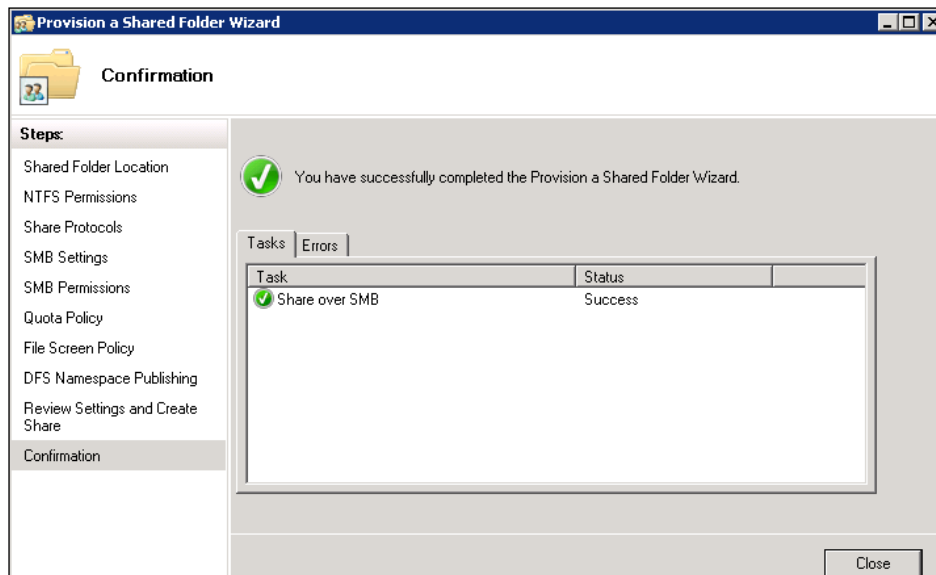 Provision a Shared Folder Wizard
Confirmation
Steps:
Shared Folder Location
NTFS Permissions
Share Protocols
SMB Settings
SMB Permissions
Quota Policy
File Screen Policy
DFS Namespace Publishing
Review Settings and Create
Share
Confirmation
You have successfully completed the Provision a Shared Folder Wizard.
Tasks Errors
Task Status
Share over SMB Success
Close